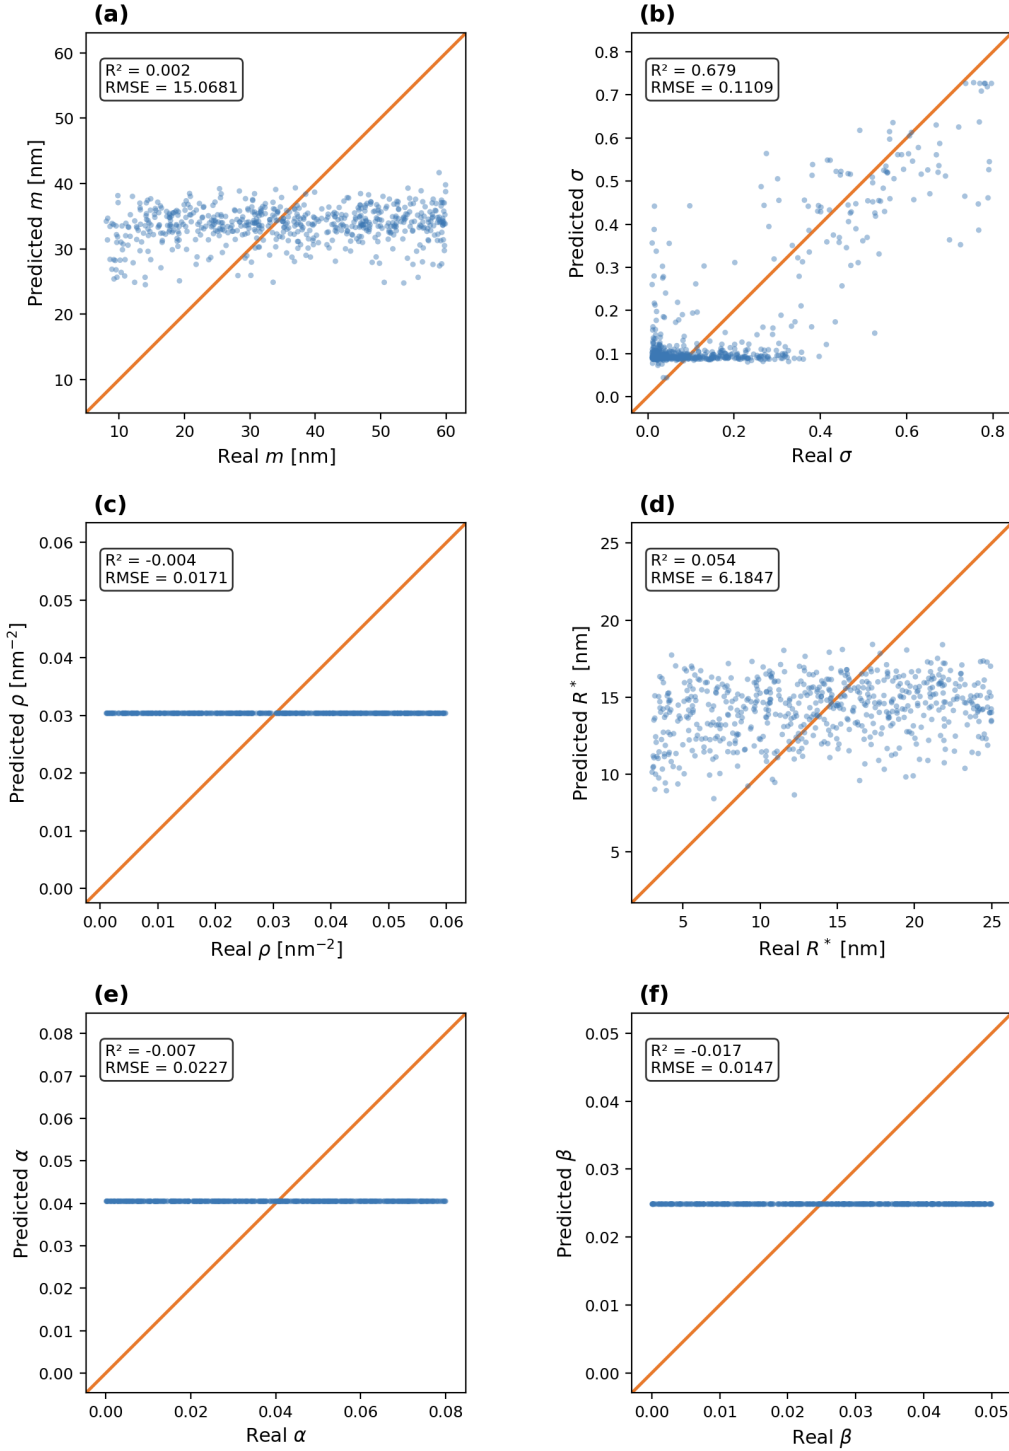 (a)
R² = 0.002
RMSE = 15.0681
60
50
40
30
20
10
Predicted m [nm]
10 20 30 40 50 60
Real m [nm]
(b)
R² = 0.679
RMSE = 0.1109
0.8
0.7
0.6
0.5
0.4
0.3
0.2
0.1
0.0
Predicted σ
0.0 0.2 0.4 0.6 0.8
Real σ
(c)
R² = -0.004
RMSE = 0.0171
0.06
0.05
0.04
0.03
0.02
0.01
0.00
Predicted ρ [nm⁻²]
0.00 0.01 0.02 0.03 0.04 0.05 0.06
Real ρ [nm⁻²]
(d)
R² = 0.054
RMSE = 6.1847
25
20
15
10
5
Predicted R* [nm]
5 10 15 20 25
Real R* [nm]
(e)
R² = -0.007
RMSE = 0.0227
0.08
0.07
0.06
0.05
0.04
0.03
0.02
0.01
0.00
Predicted α
0.00 0.02 0.04 0.06 0.08
Real α
(f)
R² = -0.017
RMSE = 0.0147
0.05
0.04
0.03
0.02
0.01
0.00
Predicted β
0.00 0.01 0.02 0.03 0.04 0.05
Real β